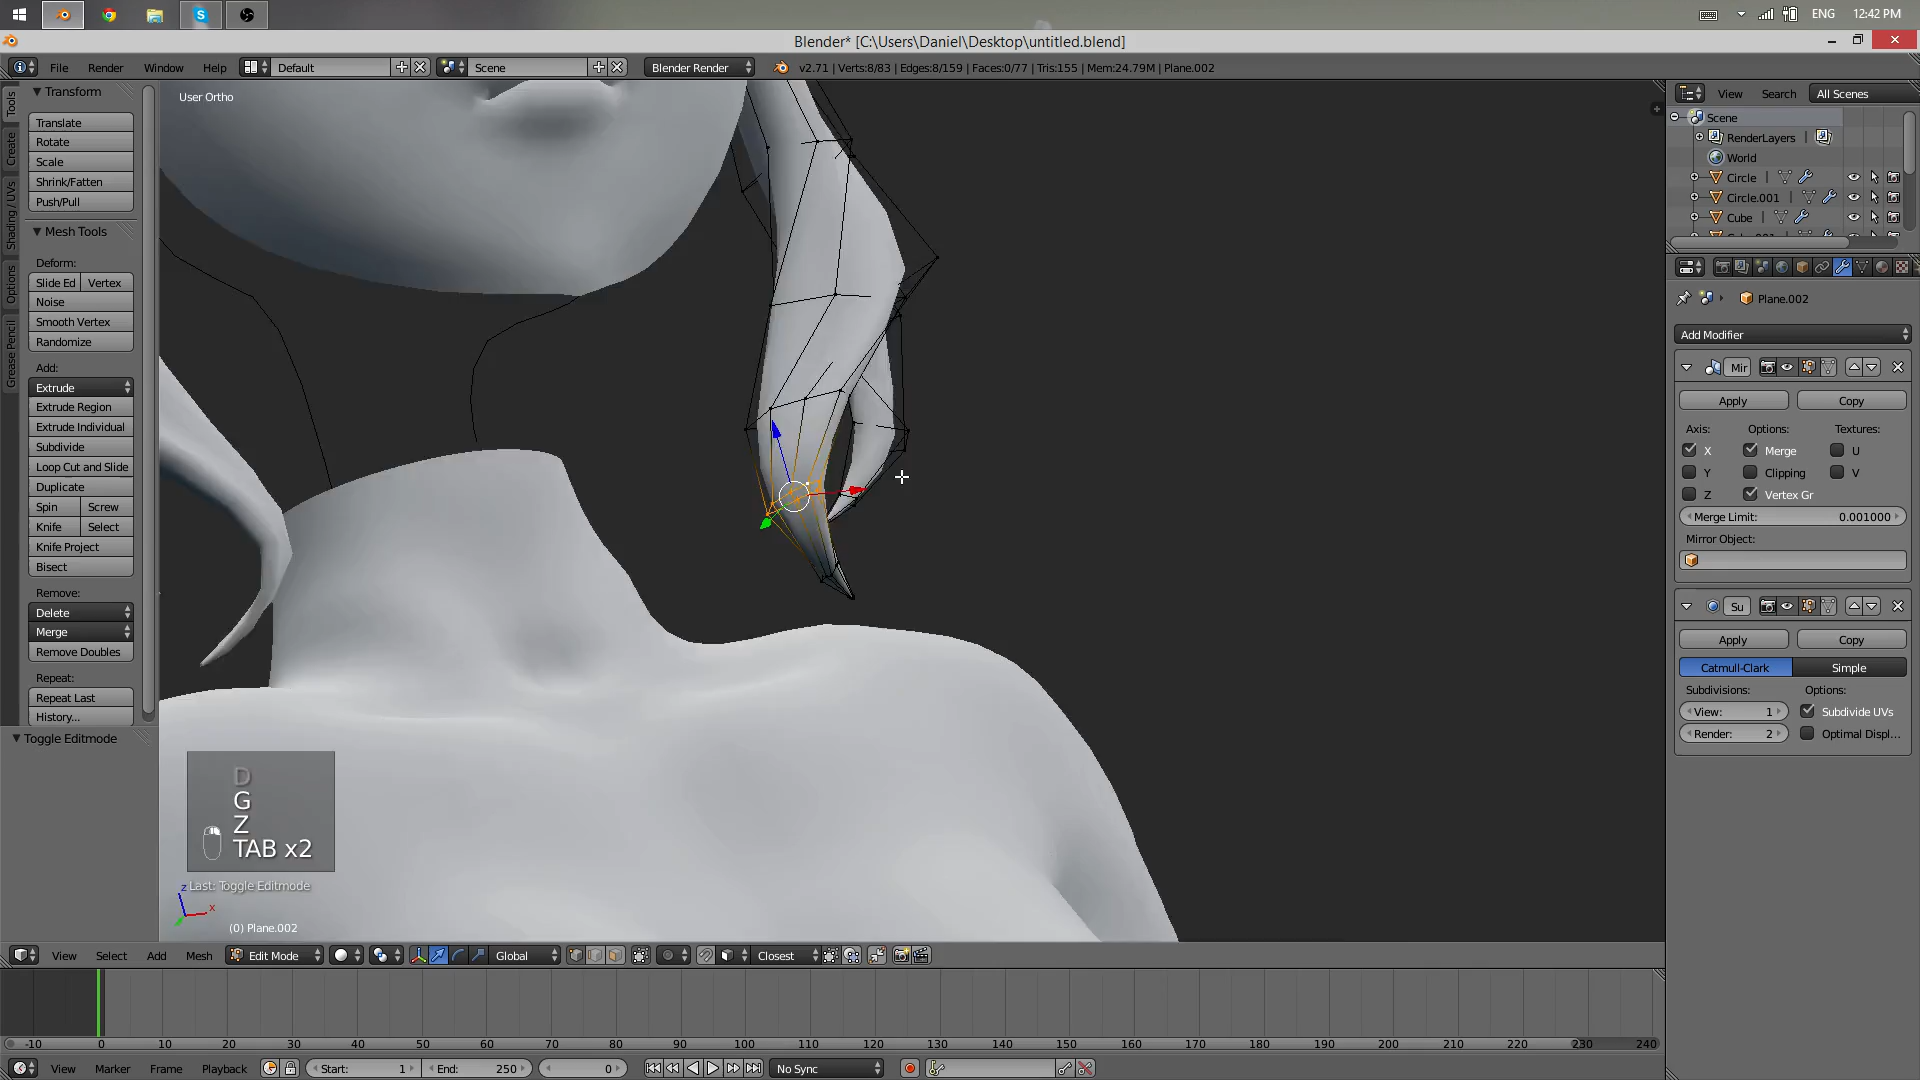 ENG
12:42 PM
Blender* [C:\Users\Daniel\Desktop\untitled.blend]
File Render Window Help Default Scene Blender Render v2.71 | Verts:8/83 | Edges:8/159 | Faces:0/77 | Tris:155 | Mem:24.79M | Plane.002
Transform
Translate
Rotate
Scale
Shrink/Fatten
Push/Pull
Mesh Tools
Deform:
Slide Ed Vertex
Noise
Smooth Vertex
Randomize
Add:
Extrude
Extrude Region
Extrude Individual
Subdivide
Loop Cut and Slide
Duplicate
Spin Screw
Knife Select
Knife Project
Bisect
Remove:
Delete
Merge
Remove Doubles
Repeat:
Repeat Last
History...
Toggle Editmode
Tools
Create
Shading / UVs
Options
Grease Pencil
User Ortho
D
G
Z
TAB x2
Last: Toggle Editmode
z
x
(0) Plane.002
View Search All Scenes
Scene
RenderLayers
World
Circle
Circle.001
Cube
Plane.002
Add Modifier
Mir
Apply Copy
Axis: Options: Textures:
X Merge U
Y Clipping V
Z Vertex Gr
Merge Limit: 0.001000
Mirror Object:
Su
Apply Copy
Catmull-Clark Simple
Subdivisions: Options:
View: 1 Subdivide UVs
Render: 2 Optimal Displ...
View Select Add Mesh Edit Mode Global Closest
-10 0 10 20 30 40 50 60 70 80 90 100 110 120 130 140 150 160 170 180 190 200 210 220 230 240
View Marker Frame Playback Start: 1 End: 250 0 No Sync